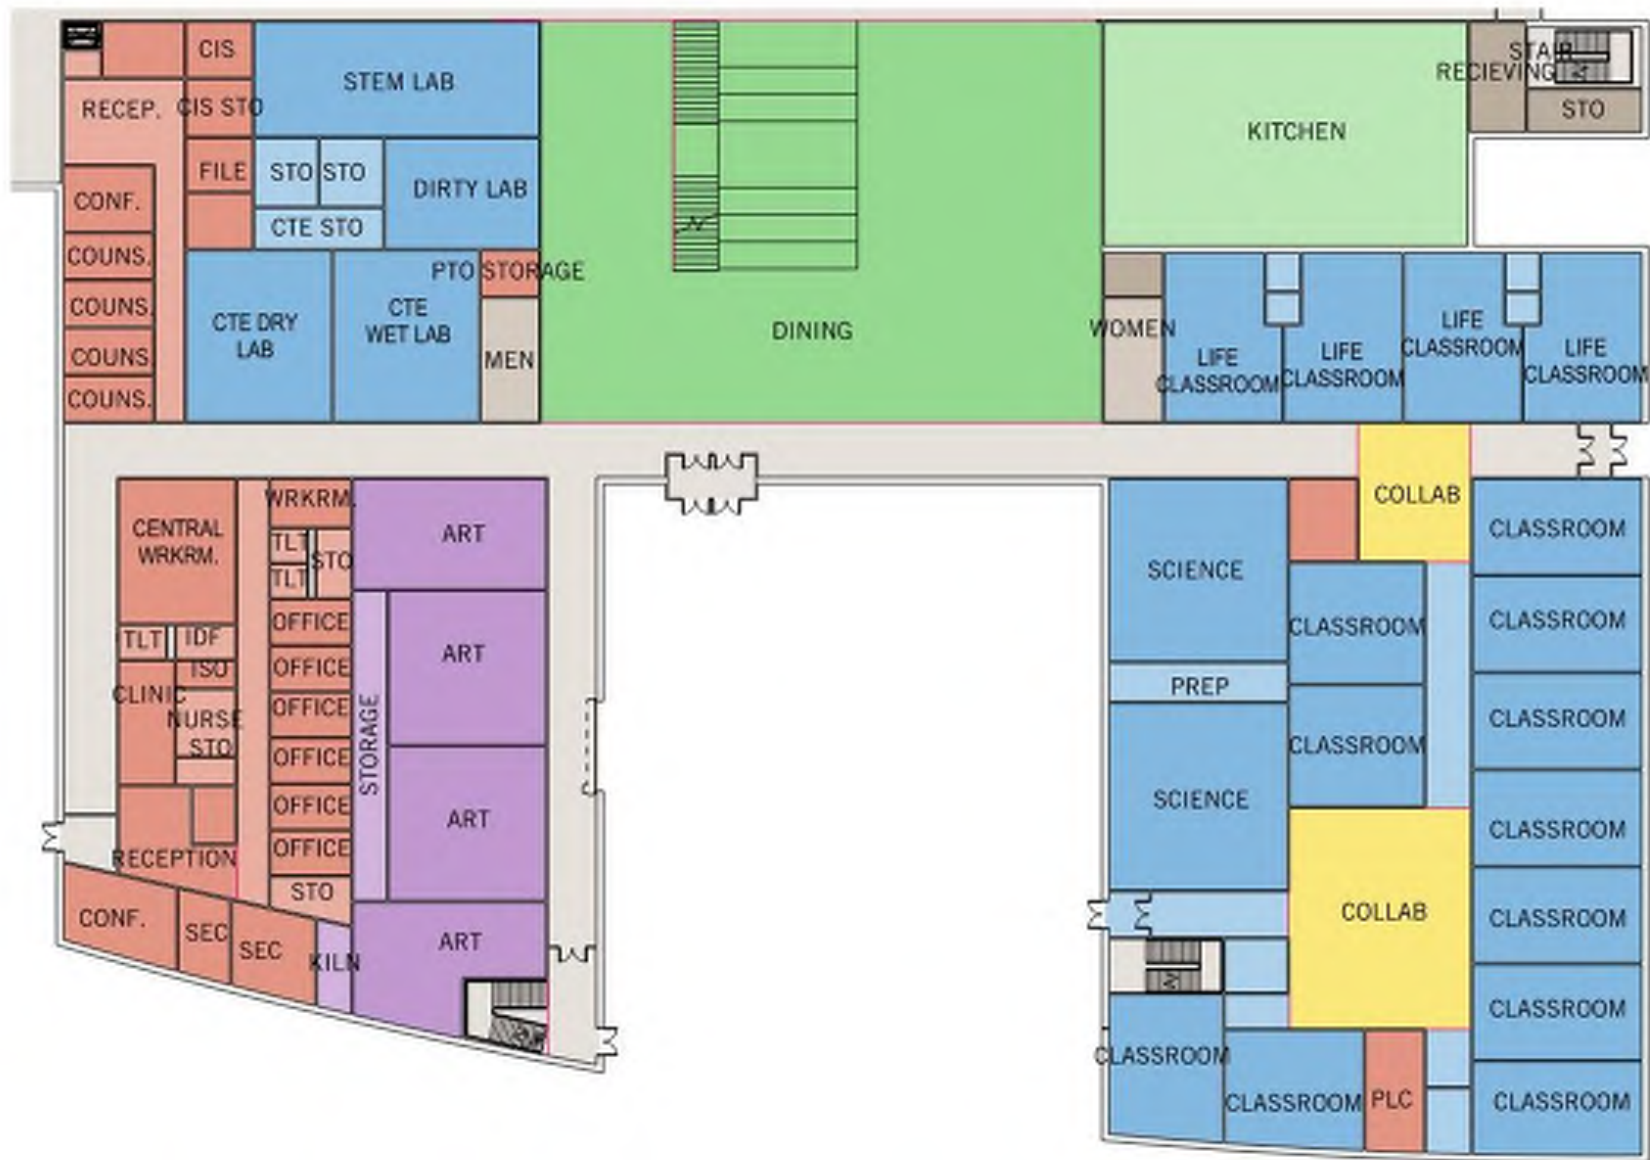 CIS
STEM LAB
RECEP.
CIS STO
FILE
STO
STO
DIRTY LAB
CTE STO
CONF.
COUNS.
COUNS.
COUNS.
COUNS.
PTO STORAGE
CTE DRY
LAB
CTE
WET LAB
MEN
DINING
KITCHEN
STAIR
RECIEVING
STO
WOMEN
LIFE
CLASSROOM
LIFE
CLASSROOM
LIFE
CLASSROOM
LIFE
CLASSROOM
CENTRAL
WRKRM.
WRKRM.
TLT
STO
TLT
TLT
IDF
ISO
CLINIC
NURSE
STO
OFFICE
OFFICE
OFFICE
OFFICE
OFFICE
OFFICE
STO
RECEPTION
CONF.
SEC
SEC
KILN
STORAGE
ART
ART
ART
ART
COLLAB
SCIENCE
PREP
SCIENCE
CLASSROOM
CLASSROOM
COLLAB
CLASSROOM
CLASSROOM
PLC
CLASSROOM
CLASSROOM
CLASSROOM
CLASSROOM
CLASSROOM
CLASSROOM
CLASSROOM